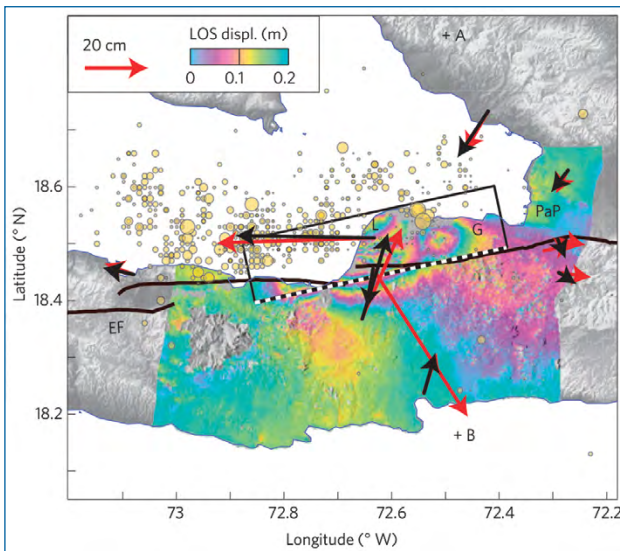 20 cm
LOS displ. (m)
0 0.1 0.2
+ A
18.6
L
G
PaP
18.4
EF
18.2
+ B
Latitude (° N)
73 72.8 72.6 72.4 72.2
Longitude (° W)